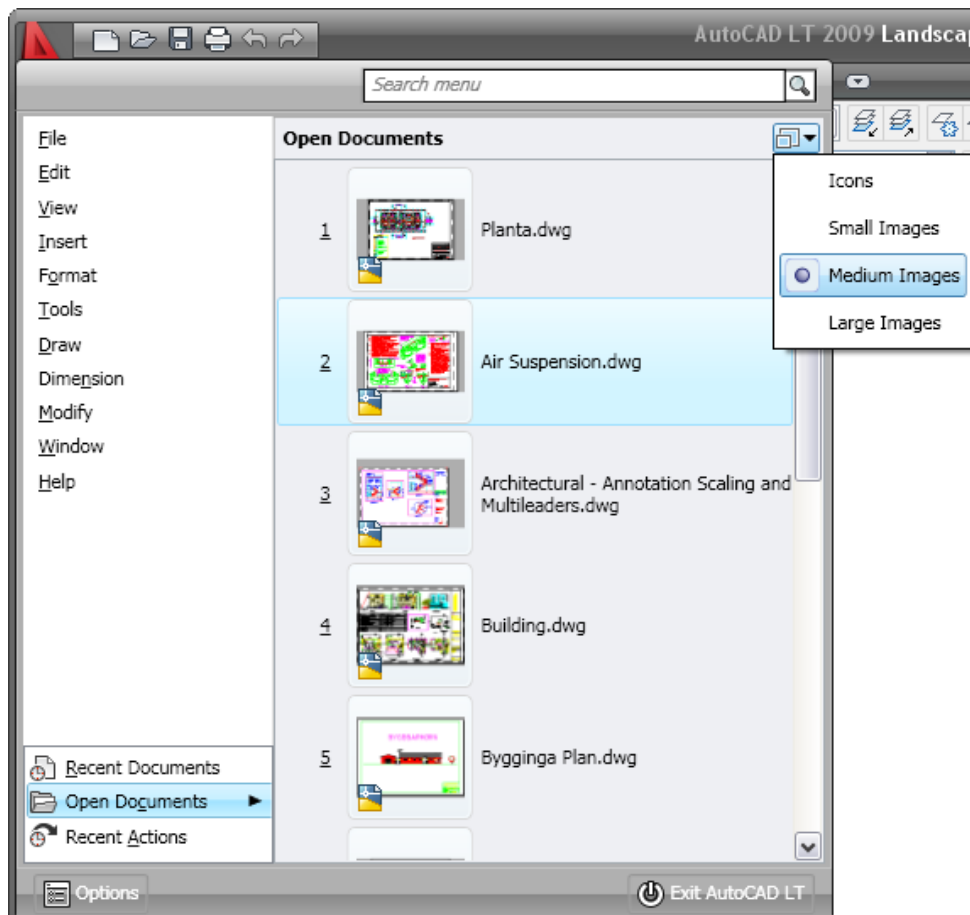 AutoCAD LT 2009 Landsca
Search menu
File
Edit
View
Insert
Format
Tools
Draw
Dimension
Modify
Window
Help
Recent Documents
Open Documents
Recent Actions
Open Documents
1 Planta.dwg
2 Air Suspension.dwg
3 Architectural - Annotation Scaling and
Multileaders.dwg
4 Building.dwg
5 Bygginga Plan.dwg
Icons
Small Images
Medium Images
Large Images
Options
Exit AutoCAD LT